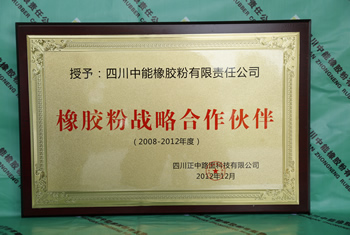 授予：四川中能橡胶粉有限责任公司
橡胶粉战略合作伙伴
（2008-2012年度）
四川正中路面科技有限公司
2012年12月